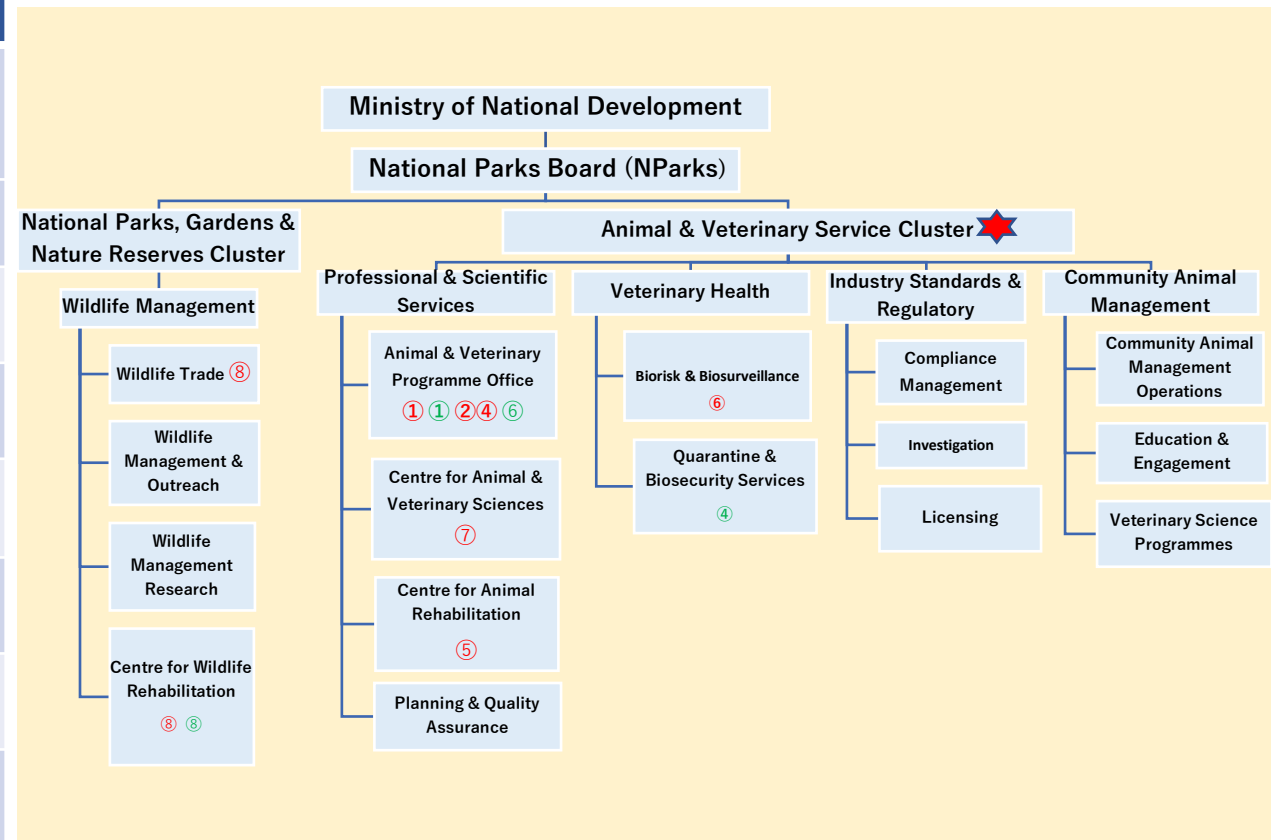 Ministry of National Development
National Parks Board (NParks)
National Parks, Gardens &
Nature Reserves Cluster
Animal & Veterinary Service Cluster
Wildlife Management
Wildlife Trade ⑧
Wildlife
Management &
Outreach
Wildlife
Management
Research
Centre for Wildlife
Rehabilitation
⑧ ⑧
Professional & Scientific
Services
Animal & Veterinary
Programme Office
① ① ② ④ ⑥
Centre for Animal &
Veterinary Sciences
⑦
Centre for Animal
Rehabilitation
⑤
Planning & Quality
Assurance
Veterinary Health
Biorisk & Biosurveillance
⑥
Quarantine &
Biosecurity Services
④
Industry Standards &
Regulatory
Compliance
Management
Investigation
Licensing
Community Animal
Management
Community Animal
Management
Operations
Education &
Engagement
Veterinary Science
Programmes